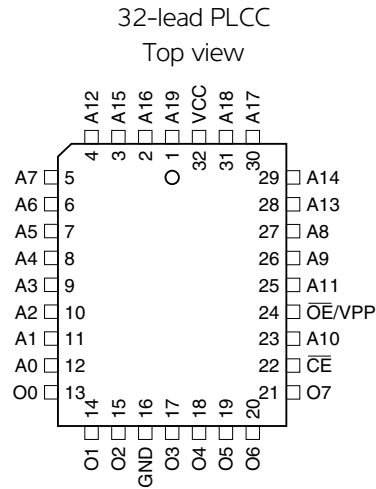 32-lead PLCC
Top view
A12 A15 A16 A19 VCC A18 A17
4 3 2 1 32 31 30
A7 5 29 A14
A6 6 28 A13
A5 7 27 A8
A4 8 26 A9
A3 9 25 A11
A2 10 24 OE/VPP
A1 11 23 A10
A0 12 22 CE
O0 13 21 O7
14 15 16 17 18 19 20
O1 O2 GND O3 O4 O5 O6